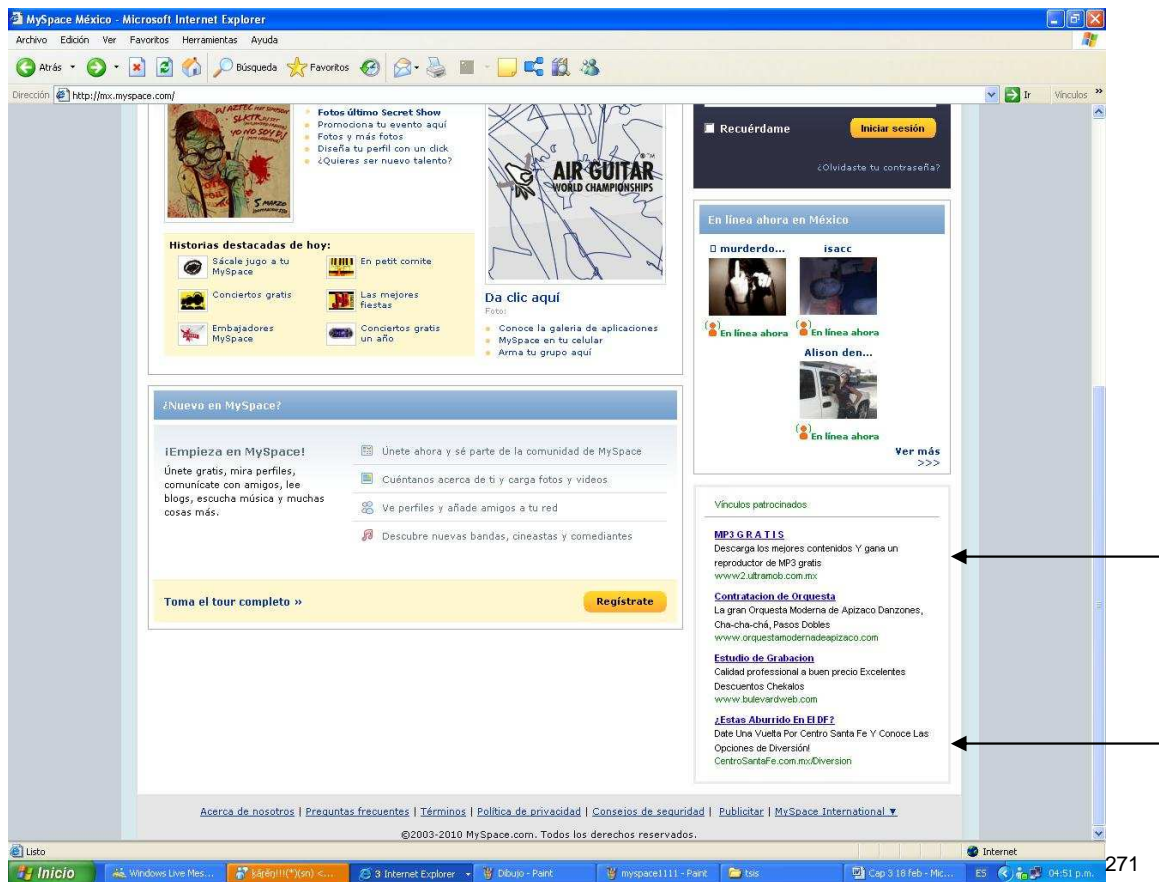 MySpace México - Microsoft Internet Explorer
Archivo Edición Ver Favoritos Herramientas Ayuda
Atrás Búsqueda Favoritos
Dirección http://mx.myspace.com/ Ir Vínculos »
SLKTR
YO NO SOY DJ
5 MARZO
Fotos último Secret Show
Promociona tu evento aquí
Fotos y más fotos
Diseña tu perfil con un click
¿Quieres ser nuevo talento?
Historias destacadas de hoy:
Sácale jugo a tu
MySpace
En petit comite
Conciertos gratis
Las mejores
fiestas
Embajadores
MySpace
Conciertos gratis
un año
AIR GUITAR
WORLD CHAMPIONSHIPS
Da clic aquí
Foto:
Conoce la galeria de aplicaciones
MySpace en tu celular
Arma tu grupo aquí
Recuérdame
Iniciar sesión
¿Olvidaste tu contraseña?
En línea ahora en México
murderdo... isacc
En línea ahora En línea ahora
Alison den...
En línea ahora
Ver más
>>>
¿Nuevo en MySpace?
¡Empieza en MySpace!
Únete gratis, mira perfiles,
comunícate con amigos, lee
blogs, escucha música y muchas
cosas más.
Únete ahora y sé parte de la comunidad de MySpace
Cuéntanos acerca de ti y carga fotos y videos
Ve perfiles y añade amigos a tu red
Descubre nuevas bandas, cineastas y comediantes
Toma el tour completo »
Regístrate
Vínculos patrocinados
MP3 G R A T I S
Descarga los mejores contenidos Y gana un
reproductor de MP3 gratis
www2.ultramob.com.mx
Contratacion de Orquesta
La gran Orquesta Moderna de Apizaco Danzones,
Cha-cha-chá, Pasos Dobles
www.orquestamodernadeapizaco.com
Estudio de Grabacion
Calidad professional a buen precio Excelentes
Descuentos Chekalos
www.bulevardweb.com
¿Estas Aburrido En El DF?
Date Una Vuelta Por Centro Santa Fe Y Conoce Las
Opciones de Diversión!
CentroSantaFe.com.mx/Diversion
Acerca de nosotros | Preguntas frecuentes | Términos | Política de privacidad | Consejos de seguridad | Publicitar | MySpace International ▼
©2003-2010 MySpace.com. Todos los derechos reservados.
Listo Internet
Inicio Windows Live Mes... kárén!!!(*)(sn) <... 3 Internet Explorer Dibujo - Paint myspace1111 - Paint tsis Cap 3 18 feb - Mic... ES 04:51 p.m.
271